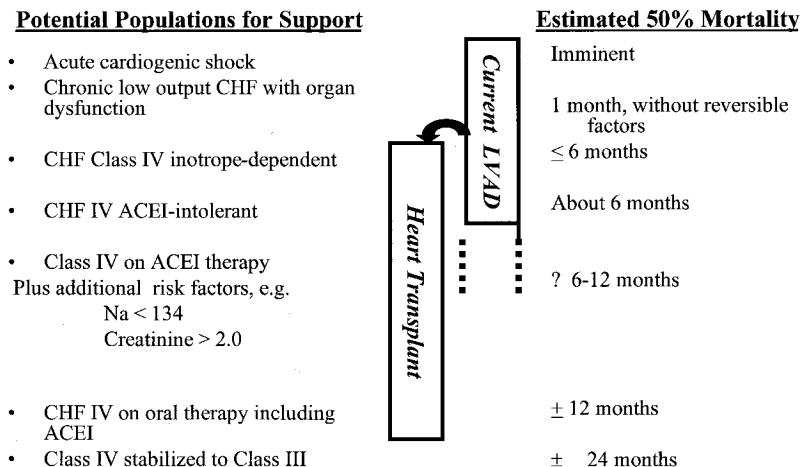 Potential Populations for Support
Estimated 50% Mortality
• Acute cardiogenic shock
• Chronic low output CHF with organ
dysfunction
• CHF Class IV inotrope-dependent
• CHF IV ACEI-intolerant
• Class IV on ACEI therapy
Plus additional risk factors, e.g.
Na < 134
Creatinine > 2.0
• CHF IV on oral therapy including
ACEI
• Class IV stabilized to Class III
Current LVAD
Heart Transplant
Imminent
1 month, without reversible
factors
≤ 6 months
About 6 months
? 6-12 months
± 12 months
± 24 months